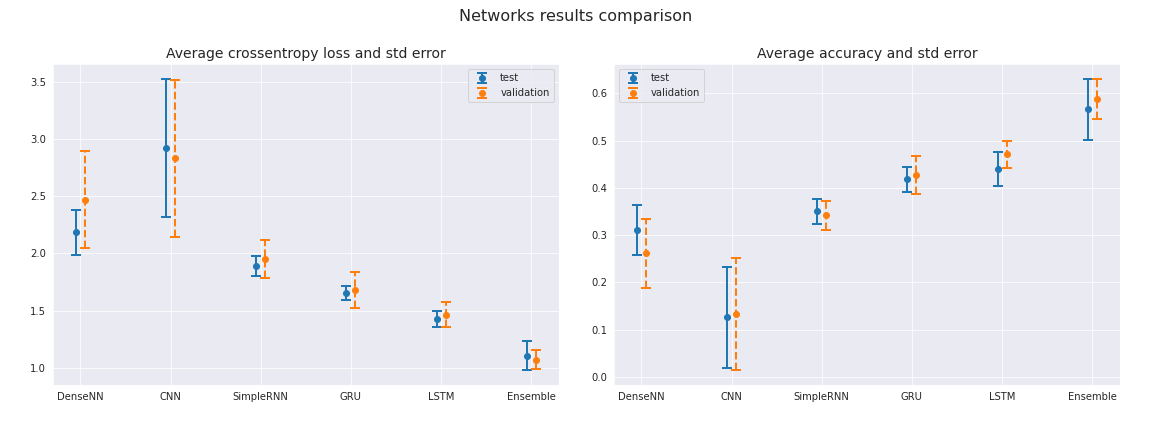 Networks results comparison
Average crossentropy loss and std error
test
validation
3.5
3.0
2.5
2.0
1.5
1.0
DenseNN CNN SimpleRNN GRU LSTM Ensemble
Average accuracy and std error
test
validation
0.6
0.5
0.4
0.3
0.2
0.1
0.0
DenseNN CNN SimpleRNN GRU LSTM Ensemble